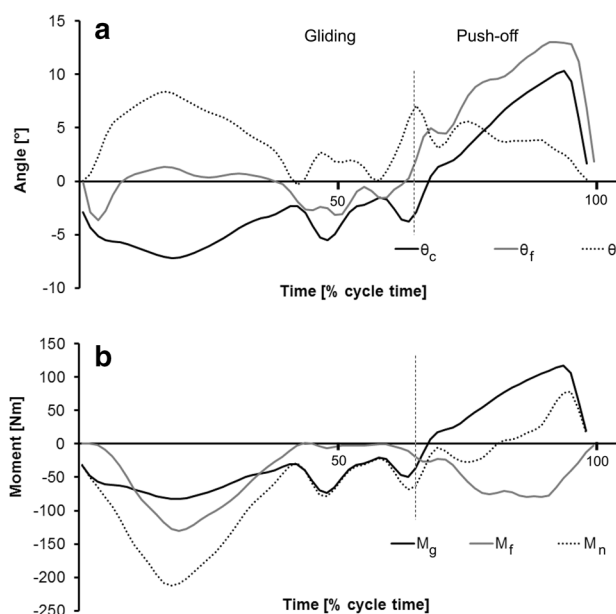 a
Gliding Push-off
15
10
5
0
-5
-10
Angle [°]
50 100
θc θf θ
Time [% cycle time]
b
150
100
50
0
-50
-100
-150
-200
-250
Moment [Nm]
50 100
Mg Mf Mn
Time [% cycle time]